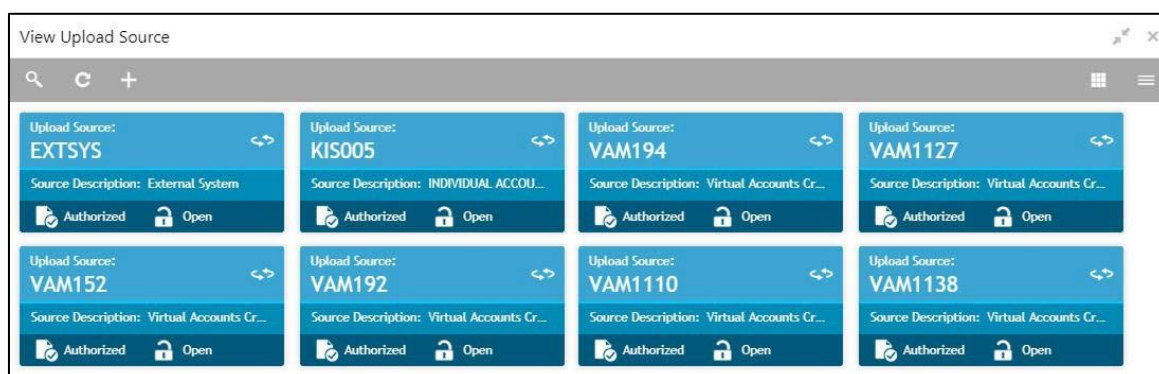 View Upload Source
Upload Source: Upload Source: Upload Source: Upload Source:
EXTSYS KIS005 VAM194 VAM1127
Source Description: External System Source Description: INDIVIDUAL ACCOU... Source Description: Virtual Accounts Cr... Source Description: Virtual Accounts Cr...
Authorized Open Authorized Open Authorized Open Authorized Open
Upload Source: Upload Source: Upload Source: Upload Source:
VAM152 VAM192 VAM1110 VAM1138
Source Description: Virtual Accounts Cr... Source Description: Virtual Accounts Cr... Source Description: Virtual Accounts Cr... Source Description: Virtual Accounts Cr...
Authorized Open Authorized Open Authorized Open Authorized Open